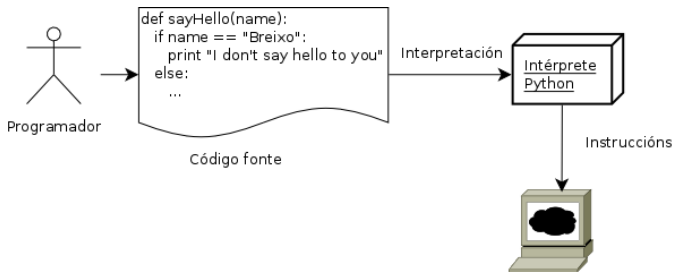 def sayHello(name):
if name == "Breixo":
print "I don't say hello to you"
else:
...
Programador
Código fonte
Interpretación
Intérprete
Python
Instruccións